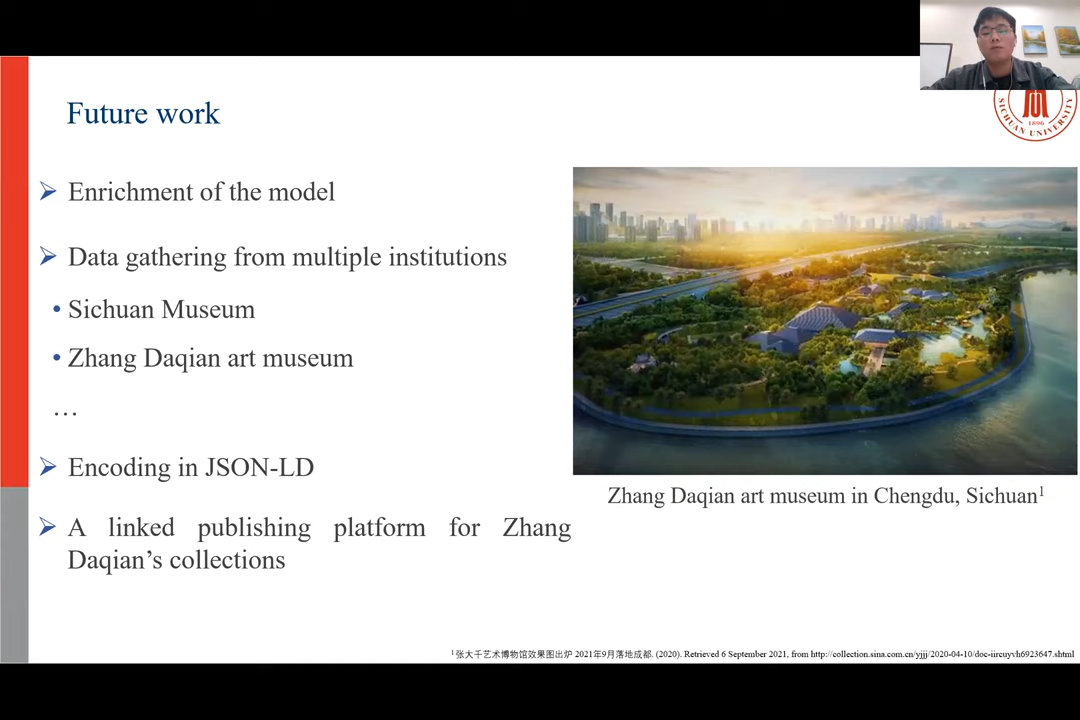 Future work
SICHUAN UNIVERSITY
1896
➢ Enrichment of the model
➢ Data gathering from multiple institutions
• Sichuan Museum
• Zhang Daqian art museum
…
➢ Encoding in JSON-LD
➢ A linked publishing platform for Zhang
Daqian’s collections
Zhang Daqian art museum in Chengdu, Sichuan¹
¹ 张大千艺术博物馆效果图出炉 2021年9月落地成都. (2020). Retrieved 6 September 2021, from http://collection.sina.com.cn/yjjj/2020-04-10/doc-iircuyvh6923647.shtml